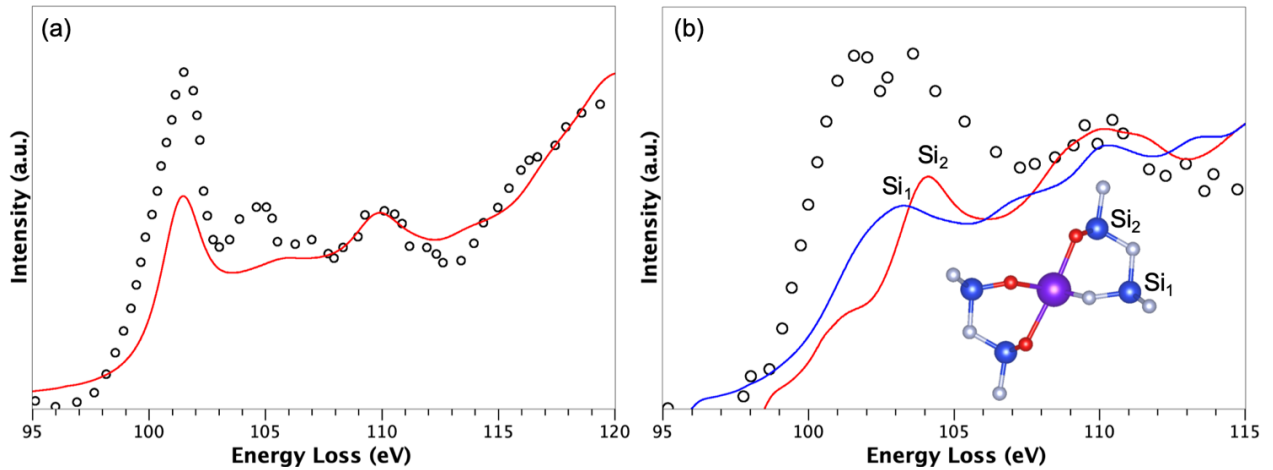 (a)
Intensity (a.u.)
95 100 105 110 115 120
Energy Loss (eV)
(b)
Intensity (a.u.)
Si₂
Si₁
Si₂
Si₁
95 100 105 110 115
Energy Loss (eV)